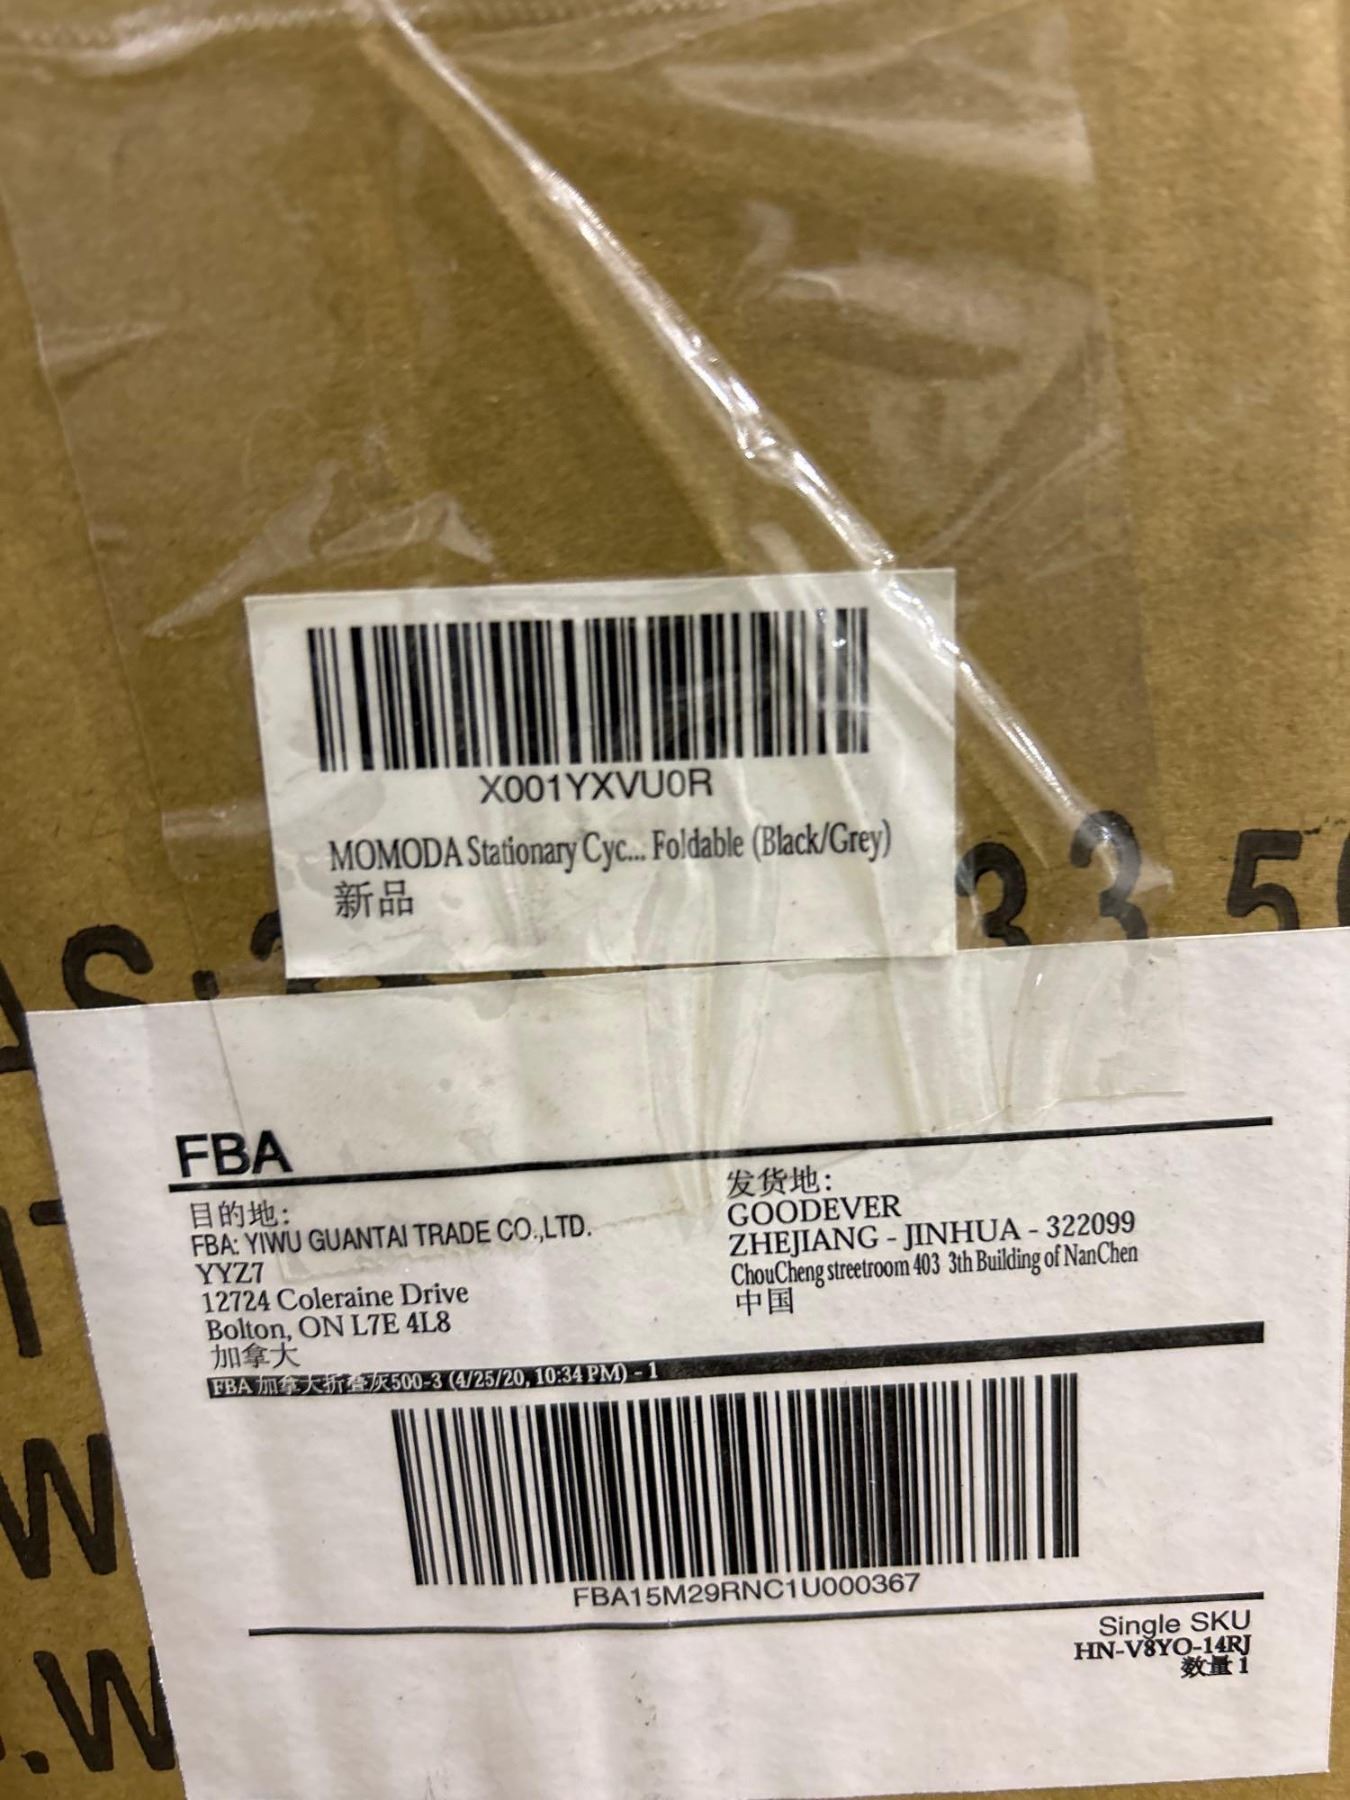 X001YXVU0R
MOMODA Stationary Cyc... Foldable (Black/Grey)
新品
FBA
目的地:
FBA: YIWU GUANTAI TRADE CO.,LTD.
YYZ7
12724 Coleraine Drive
Bolton, ON L7E 4L8
加拿大
发货地:
GOODEVER
ZHEJIANG - JINHUA - 322099
ChouCheng streetroom 403 3th Building of NanChen
中国
FBA 加拿大折叠灰500-3 (4/25/20, 10:34 PM) - 1
FBA15M29RNC1U000367
Single SKU
HN-V8YO-14RJ
数量 1